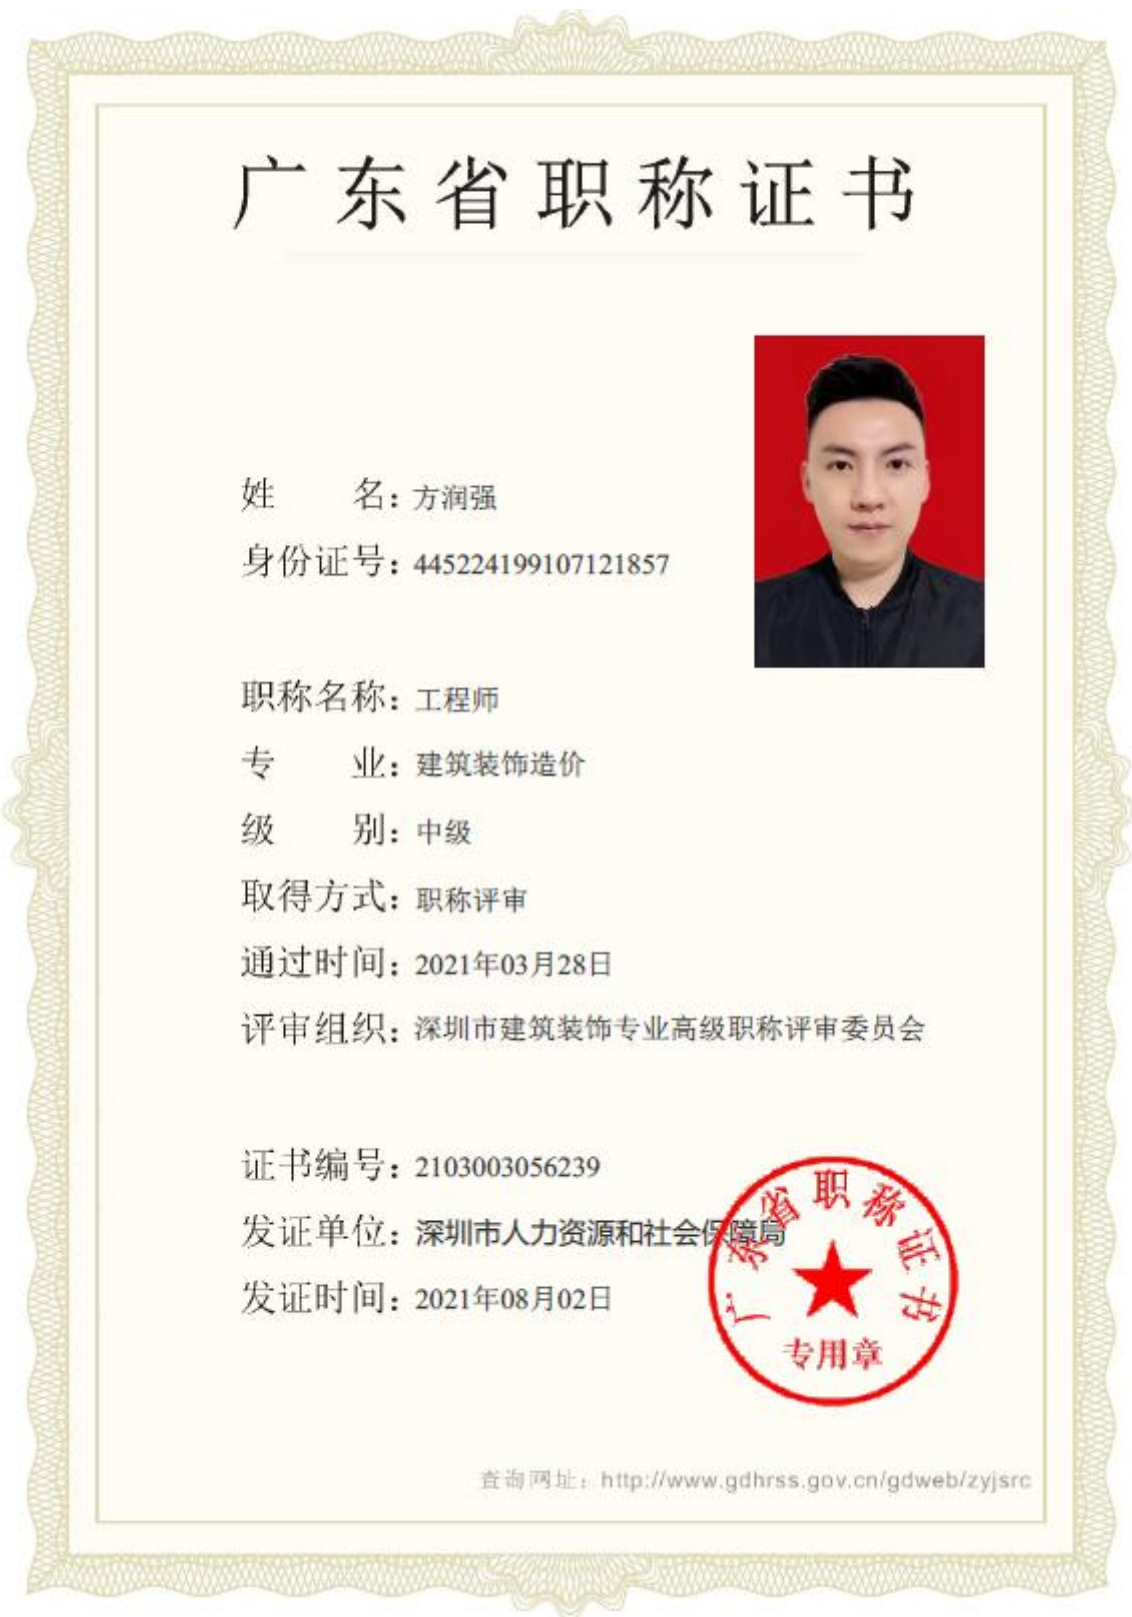 广东省职称证书
姓 名：方润强
身份证号：445224199107121857
职称名称：工程师
专 业：建筑装饰造价
级 别：中级
取得方式：职称评审
通过时间：2021年03月28日
评审组织：深圳市建筑装饰专业高级职称评审委员会
证书编号：2103003056239
发证单位：深圳市人力资源和社会保障局
发证时间：2021年08月02日
广东省职称证书
专用章
查询网址：http://www.gdhrss.gov.cn/gdweb/zyjsrc